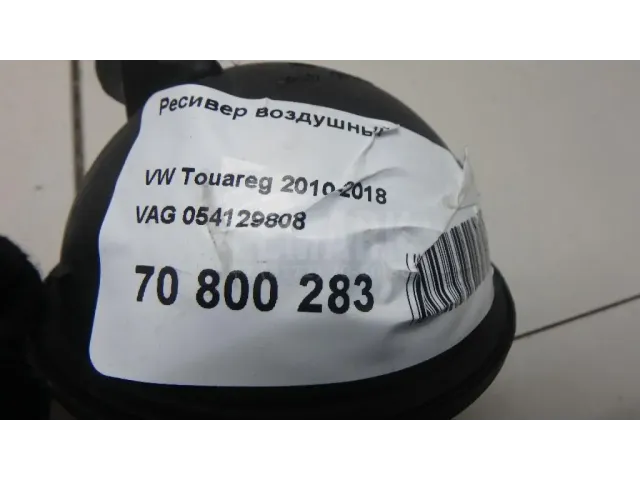 Ресивер воздушный
VW Touareg 2010-2018
VAG 054129808
70 800 283